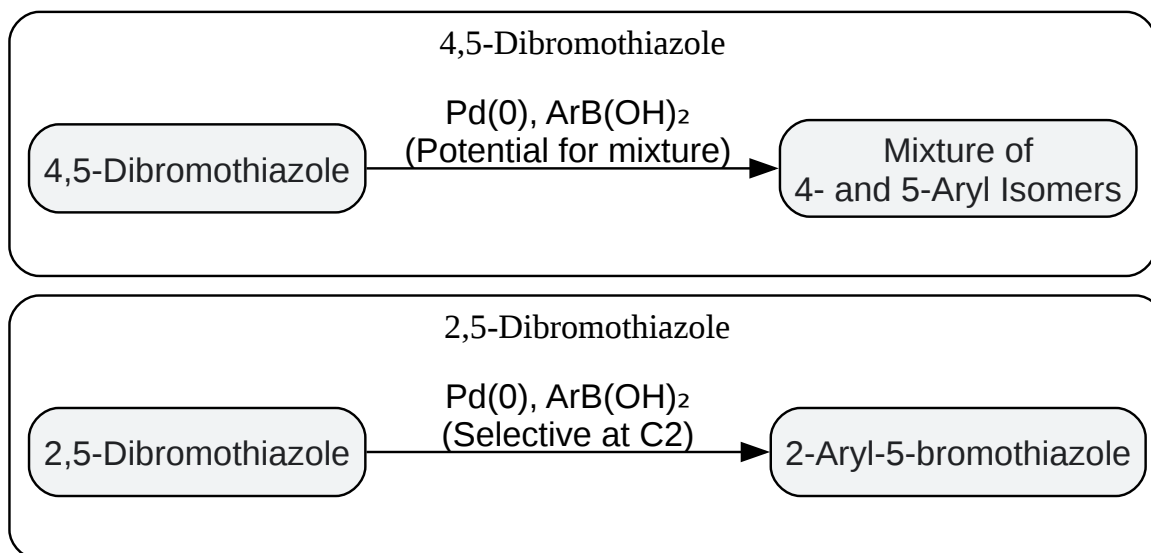 4,5-Dibromothiazole
Pd(0), ArB(OH)₂
(Potential for mixture)
4,5-Dibromothiazole
Mixture of
4- and 5-Aryl Isomers
2,5-Dibromothiazole
Pd(0), ArB(OH)₂
(Selective at C2)
2,5-Dibromothiazole
2-Aryl-5-bromothiazole